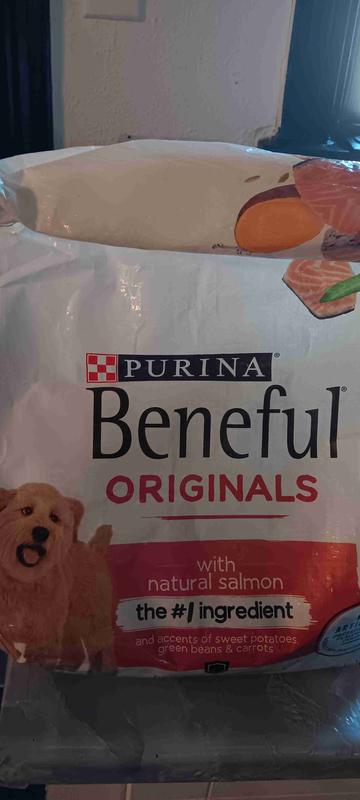 PURINA®
Beneful®
ORIGINALS
with
natural salmon
the #1 ingredient
and accents of sweet potatoes,
green beans & carrots